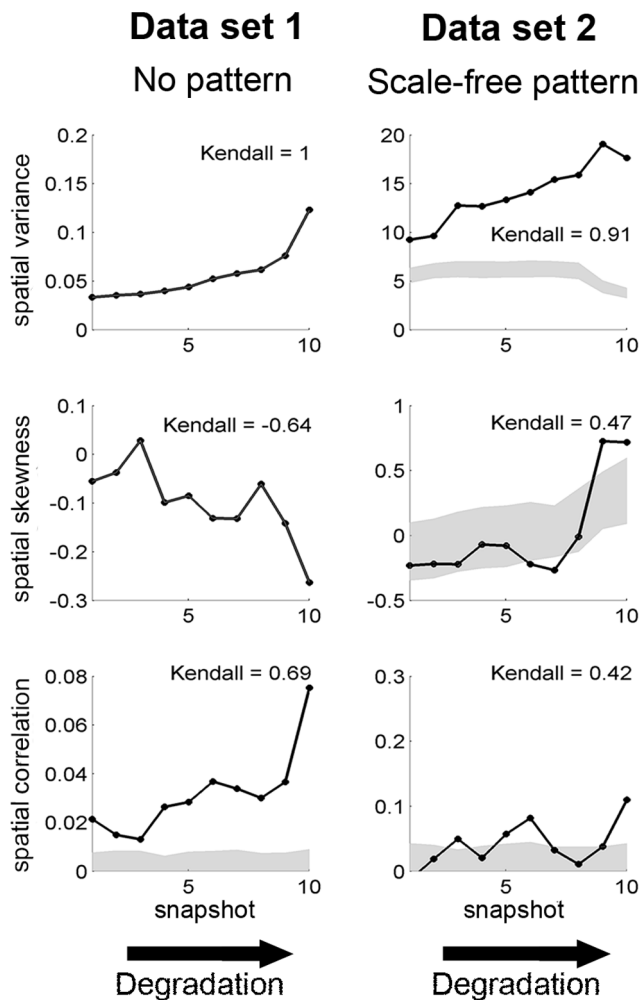 Data set 1
Data set 2
No pattern
Scale-free pattern
spatial variance
0.2
0.15
0.1
0.05
0
Kendall = 1
5
10
20
15
10
5
0
Kendall = 0.91
5
10
spatial skewness
0.1
0
-0.1
-0.2
-0.3
Kendall = -0.64
5
10
1
0.5
0
-0.5
Kendall = 0.47
5
10
spatial correlation
0.08
0.06
0.04
0.02
0
Kendall = 0.69
5
10
snapshot
0.3
0.2
0.1
0
Kendall = 0.42
5
10
snapshot
Degradation
Degradation